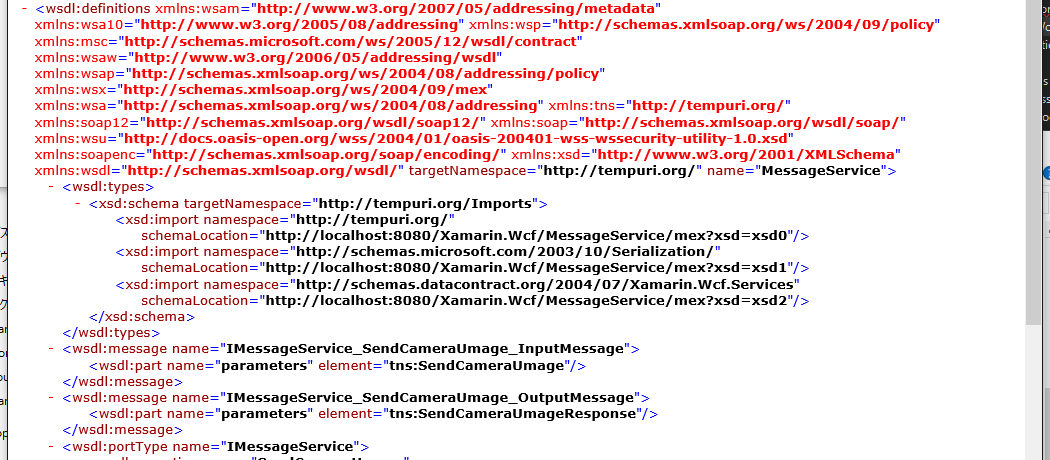 - <wsdl:definitions xmlns:wsam="http://www.w3.org/2007/05/addressing/metadata"
xmlns:wsa10="http://www.w3.org/2005/08/addressing" xmlns:wsp="http://schemas.xmlsoap.org/ws/2004/09/policy"
xmlns:msc="http://schemas.microsoft.com/ws/2005/12/wsdl/contract"
xmlns:wsaw="http://www.w3.org/2006/05/addressing/wsdl"
xmlns:wsap="http://schemas.xmlsoap.org/ws/2004/08/addressing/policy"
xmlns:wsx="http://schemas.xmlsoap.org/ws/2004/09/mex"
xmlns:wsa="http://schemas.xmlsoap.org/ws/2004/08/addressing" xmlns:tns="http://tempuri.org/"
xmlns:soap12="http://schemas.xmlsoap.org/wsdl/soap12/" xmlns:soap="http://schemas.xmlsoap.org/wsdl/soap/"
xmlns:wsu="http://docs.oasis-open.org/wss/2004/01/oasis-200401-wss-wssecurity-utility-1.0.xsd"
xmlns:soapenc="http://schemas.xmlsoap.org/soap/encoding/" xmlns:xsd="http://www.w3.org/2001/XMLSchema"
xmlns:wsdl="http://schemas.xmlsoap.org/wsdl/" targetNamespace="http://tempuri.org/" name="MessageService">
- <wsdl:types>
- <xsd:schema targetNamespace="http://tempuri.org/Imports">
<xsd:import namespace="http://tempuri.org/"
schemaLocation="http://localhost:8080/Xamarin.Wcf/MessageService/mex?xsd=xsd0"/>
<xsd:import namespace="http://schemas.microsoft.com/2003/10/Serialization/"
schemaLocation="http://localhost:8080/Xamarin.Wcf/MessageService/mex?xsd=xsd1"/>
<xsd:import namespace="http://schemas.datacontract.org/2004/07/Xamarin.Wcf.Services"
schemaLocation="http://localhost:8080/Xamarin.Wcf/MessageService/mex?xsd=xsd2"/>
</xsd:schema>
</wsdl:types>
- <wsdl:message name="IMessageService_SendCameraUmage_InputMessage">
<wsdl:part name="parameters" element="tns:SendCameraUmage"/>
</wsdl:message>
- <wsdl:message name="IMessageService_SendCameraUmage_OutputMessage">
<wsdl:part name="parameters" element="tns:SendCameraUmageResponse"/>
</wsdl:message>
- <wsdl:portType name="IMessageService">